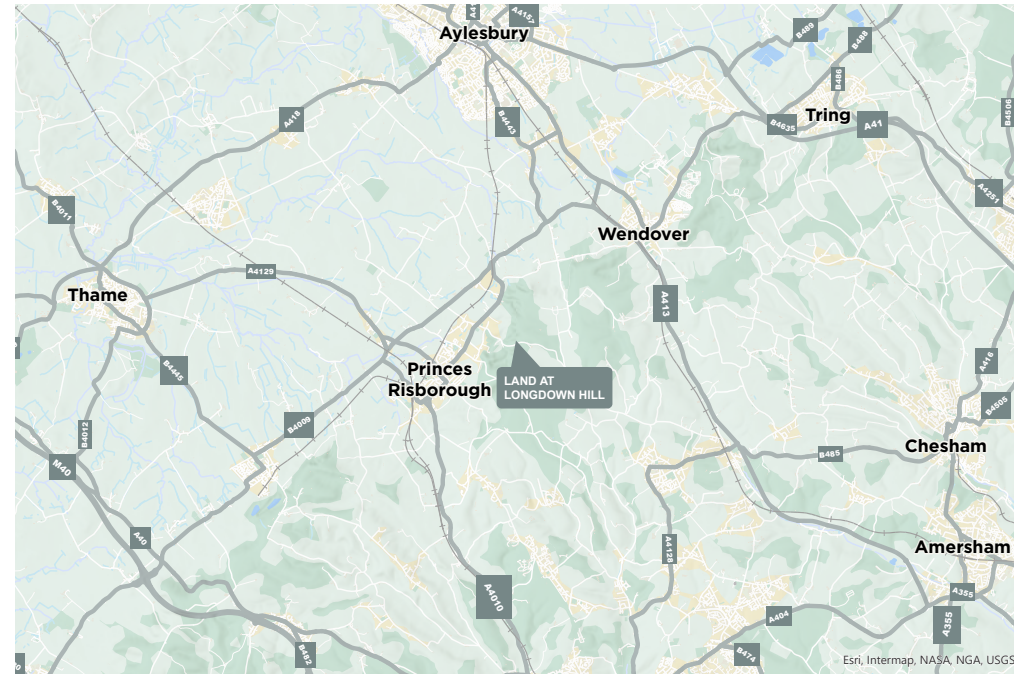 A41
A4157
B489
B488
Aylesbury
B486
B4506
A418
B4443
Tring
B4635
A41
A4251
B4011
Wendover
A4129
Thame
A413
Princes
Risborough
LAND AT
LONGDOWN HILL
B4445
A416
B4505
B4009
B4012
Chesham
B485
M40
A40
A4128
Amersham
A4010
A355
A404
A355
B482
B474
Esri, Intermap, NASA, NGA, USGS